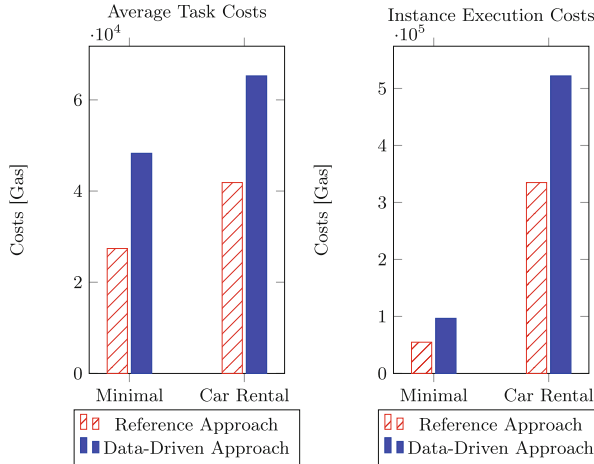 Average Task Costs
·10^4
6
4
2
0
Costs [Gas]
Minimal Car Rental
Reference Approach
Data-Driven Approach
Instance Execution Costs
·10^5
5
4
3
2
1
0
Costs [Gas]
Minimal Car Rental
Reference Approach
Data-Driven Approach